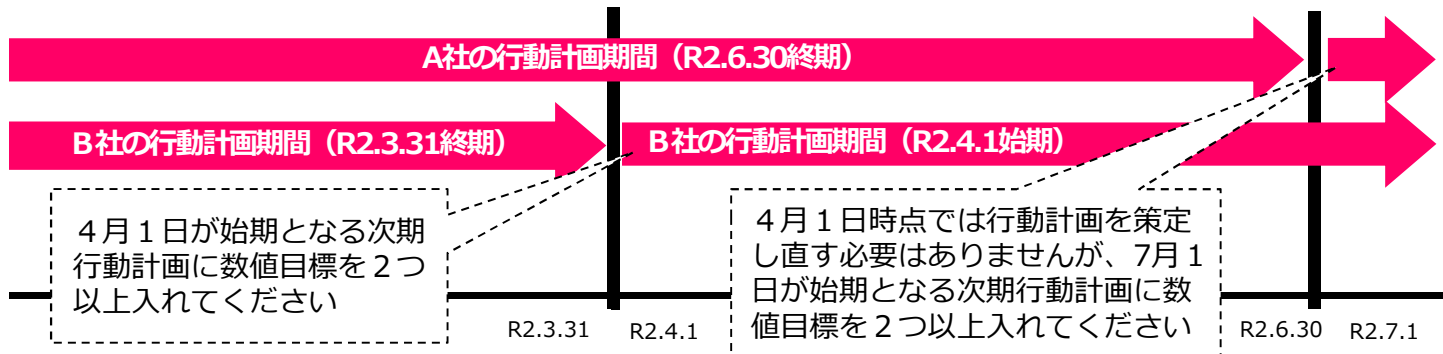 A社の行動計画期間（R2.6.30終期）
B社の行動計画期間（R2.3.31終期）
B社の行動計画期間（R2.4.1始期）
４月１日が始期となる次期
行動計画に数値目標を２つ
以上入れてください
４月１日時点では行動計画を策定
し直す必要はありませんが、7月１
日が始期となる次期行動計画に数
値目標を２つ以上入れてください
R2.3.31
R2.4.1
R2.6.30
R2.7.1